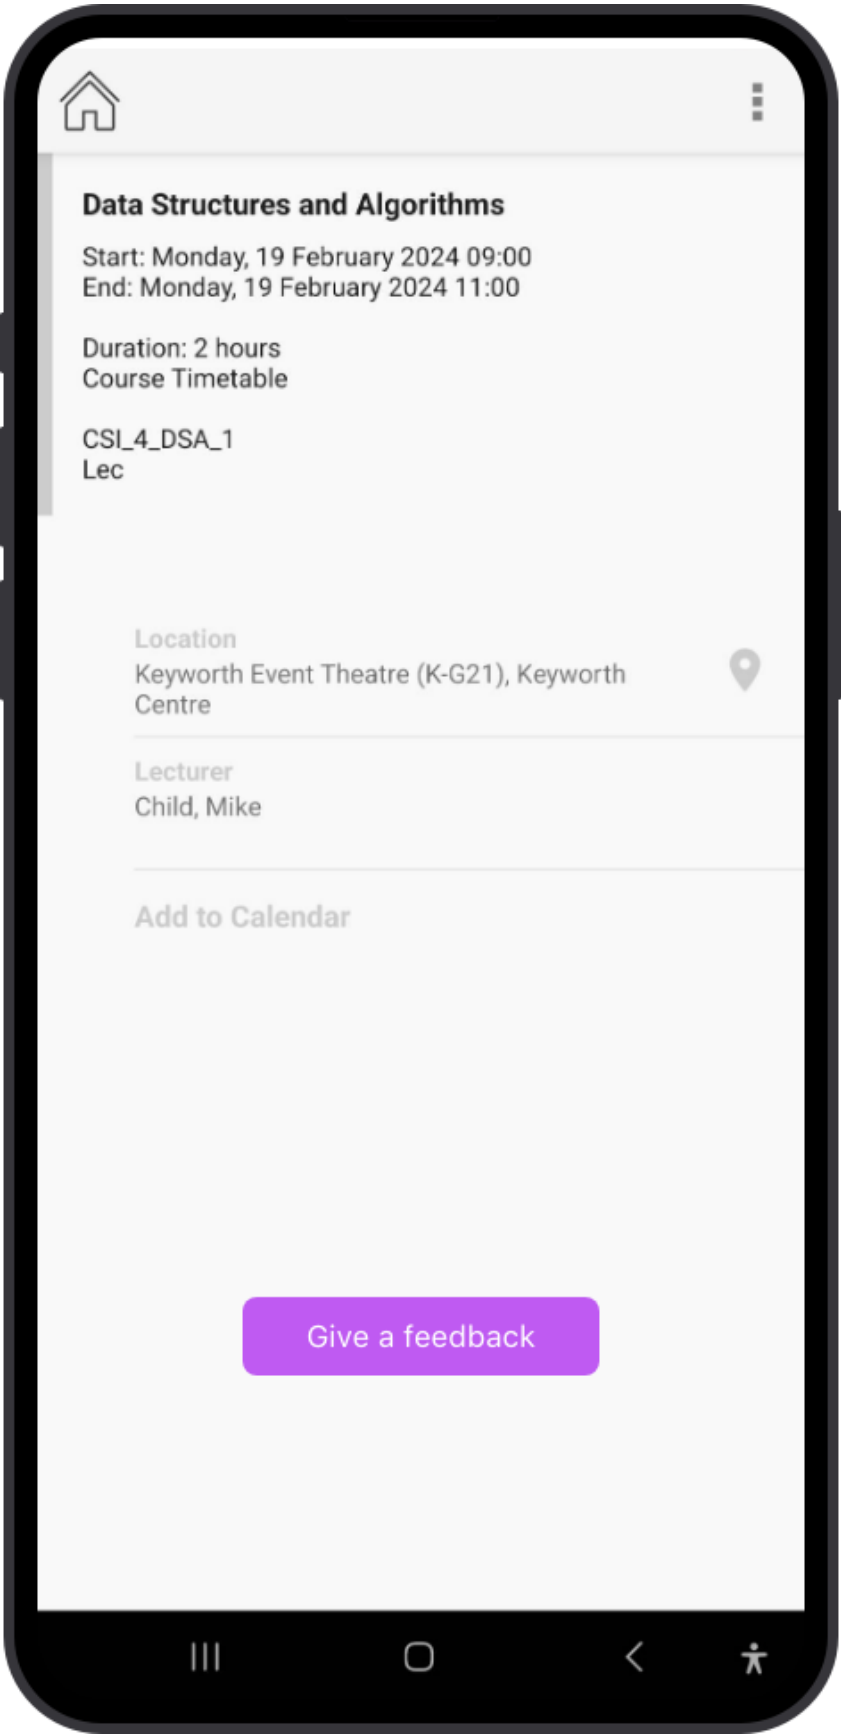 Data Structures and Algorithms
Start: Monday, 19 February 2024 09:00
End: Monday, 19 February 2024 11:00
Duration: 2 hours
Course Timetable
CSI_4_DSA_1
Lec
Location
Keyworth Event Theatre (K-G21), Keyworth
Centre
Lecturer
Child, Mike
Add to Calendar
Give a feedback